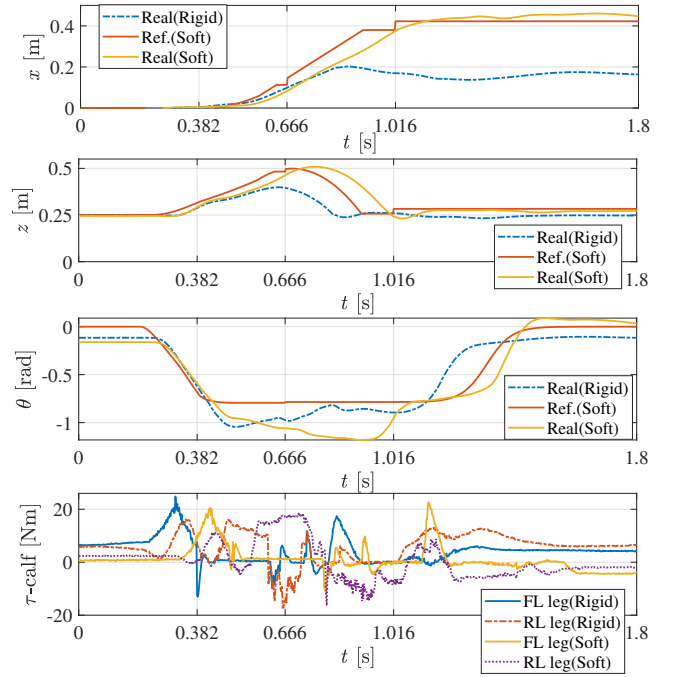 x [m]
0.4
0.2
0
Real(Rigid)
Ref.(Soft)
Real(Soft)
0 0.382 0.666 1.016 1.8
t [s]
z [m]
0.5
0.25
0
Real(Rigid)
Ref.(Soft)
Real(Soft)
0 0.382 0.666 1.016 1.8
t [s]
θ [rad]
0
-0.5
-1
Real(Rigid)
Ref.(Soft)
Real(Soft)
0 0.382 0.666 1.016 1.8
t [s]
τ-calf [Nm]
20
0
-20
0 0.382 0.666 1.016 1.8
t [s]
FL leg(Rigid)
RL leg(Rigid)
FL leg(Soft)
RL leg(Soft)